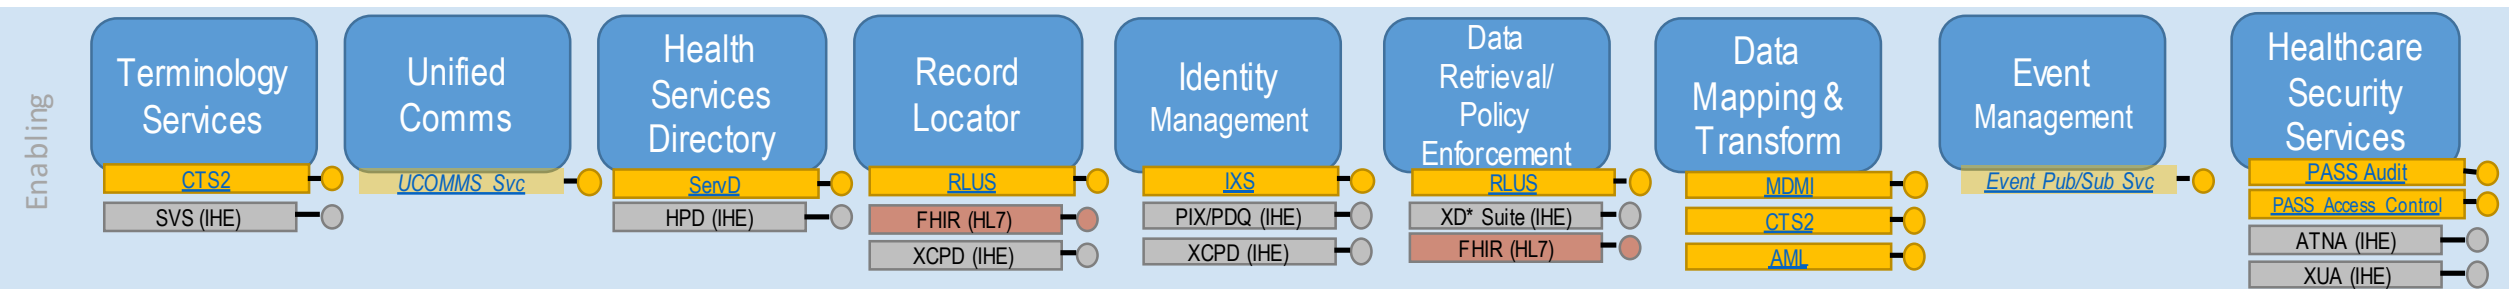 Enabling
Terminology
Services
CTS2
SVS (IHE)
Unified
Comms
UCOMMS Svc
Health
Services
Directory
ServD
HPD (IHE)
Record
Locator
RLUS
FHIR (HL7)
XCPD (IHE)
Identity
Management
IXS
PIX/PDQ (IHE)
XCPD (IHE)
Data
Retrieval/
Policy
Enforcement
RLUS
XD* Suite (IHE)
FHIR (HL7)
Data
Mapping &
Transform
MDMI
CTS2
AML
Event
Management
Event Pub/Sub Svc
Healthcare
Security
Services
PASS Audit
PASS Access Control
ATNA (IHE)
XUA (IHE)